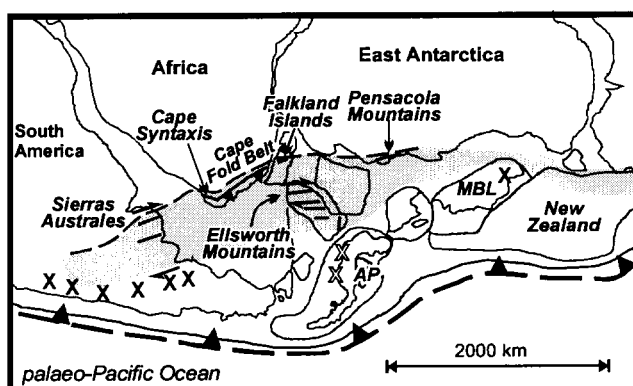 Africa
East Antarctica
South
America
Cape
Syntaxis
Cape
Fold Belt
Falkland
Islands
Pensacola
Mountains
Sierras
Australes
Ellsworth
Mountains
MBL
X
New
Zealand
X
X
AP
X X X X X
palaeo-Pacific Ocean
2000 km